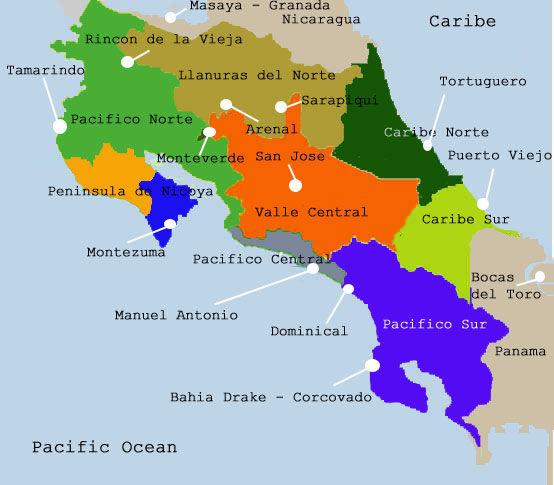 Masaya - Granada
Nicaragua
Caribe
Rincon de la Vieja
Tamarindo
Llanuras del Norte
Tortuguero
Sarapiqui
Pacifico Norte
Arenal
Caribe Norte
Monteverde
San Jose
Puerto Viejo
Peninsula de Nicoya
Valle Central
Caribe Sur
Montezuma
Pacifico Central
Bocas
del Toro
Manuel Antonio
Dominical
Pacifico Sur
Panama
Bahia Drake - Corcovado
Pacific Ocean